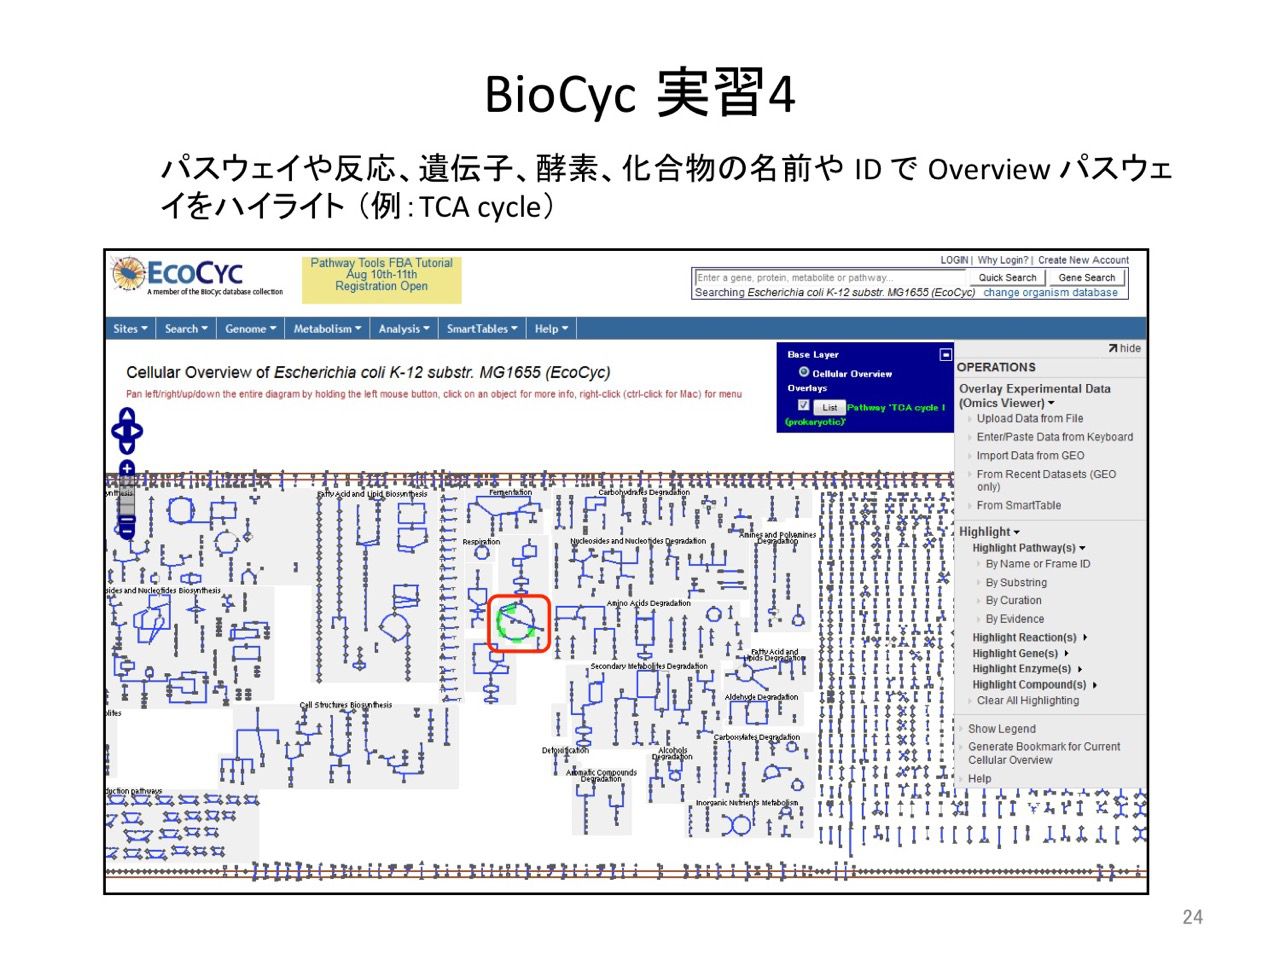 BioCyc 実習4
パスウェイや反応、遺伝子、酵素、化合物の名前や ID で Overview パスウェ
イをハイライト（例：TCA cycle）
EcoCyc
A member of the BioCyc database collection
Pathway Tools FBA Tutorial
Aug 10th-11th
Registration Open
LOGIN | Why Login? | Create New Account
Enter a gene, protein, metabolite or pathway... Quick Search Gene Search
Searching Escherichia coli K-12 substr. MG1655 (EcoCyc) change organism database
Sites Search Genome Metabolism Analysis SmartTables Help
Cellular Overview of Escherichia coli K-12 substr. MG1655 (EcoCyc)
Pan left/right/up/down the entire diagram by holding the left mouse button, click on an object for more info, right-click (ctrl-click for Mac) for menu
Base Layer
Cellular Overview
Overlays
List Pathway 'TCA cycle I
(prokaryotic)'
hide
OPERATIONS
Overlay Experimental Data
(Omics Viewer)
Upload Data from File
Enter/Paste Data from Keyboard
Import Data from GEO
From Recent Datasets (GEO
only)
From SmartTable
Highlight
Highlight Pathway(s)
By Name or Frame ID
By Substring
By Curation
By Evidence
Highlight Reaction(s)
Highlight Gene(s)
Highlight Enzyme(s)
Highlight Compound(s)
Clear All Highlighting
Show Legend
Generate Bookmark for Current
Cellular Overview
Help
Fatty Acid and Lipid Biosynthesis
Fermentation
Carbohydrates Degradation
Respiration
Nucleosides and Nucleotides Degradation
Amines and Polyamines
Degradation
sides and Nucleotides Biosynthesis
Amino Acids Degradation
Secondary Metabolites Degradation
Fatty Acid and
Lipids Degradation
Aldehyde Degradation
Cell Structures Biosynthesis
Carboxylates Degradation
Detoxification
Alcohols
Degradation
Aromatic Compounds
Degradation
duction pathways
Inorganic Nutrients Metabolism
24